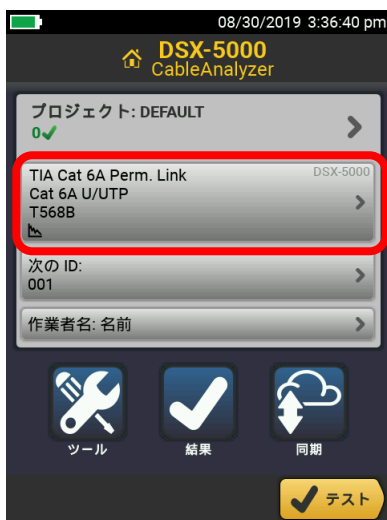 08/30/2019 3:36:40 pm
DSX-5000
CableAnalyzer
プロジェクト: DEFAULT
0
TIA Cat 6A Perm. Link
DSX-5000
Cat 6A U/UTP
T568B
次の ID:
001
作業者名: 名前
ツール
結果
同期
テスト